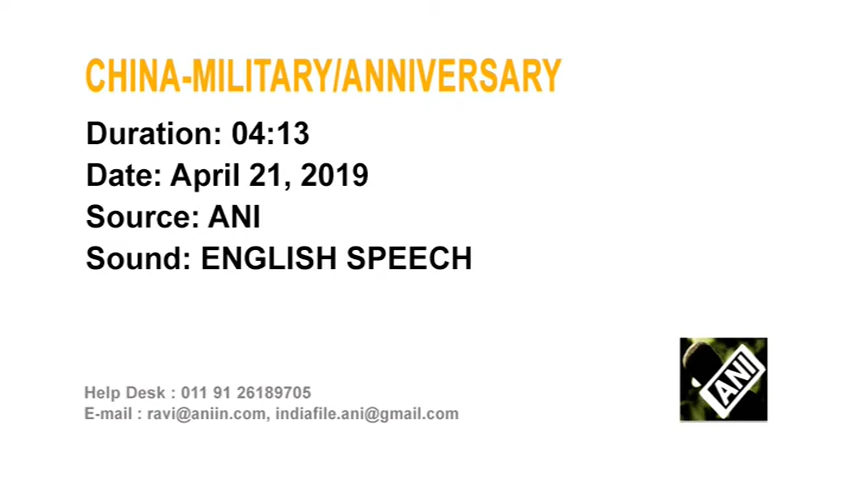 CHINA-MILITARY/ANNIVERSARY
Duration: 04:13
Date: April 21, 2019
Source: ANI
Sound: ENGLISH SPEECH
Help Desk : 011 91 26189705
E-mail : ravi@aniin.com, indiafile.ani@gmail.com
ANI